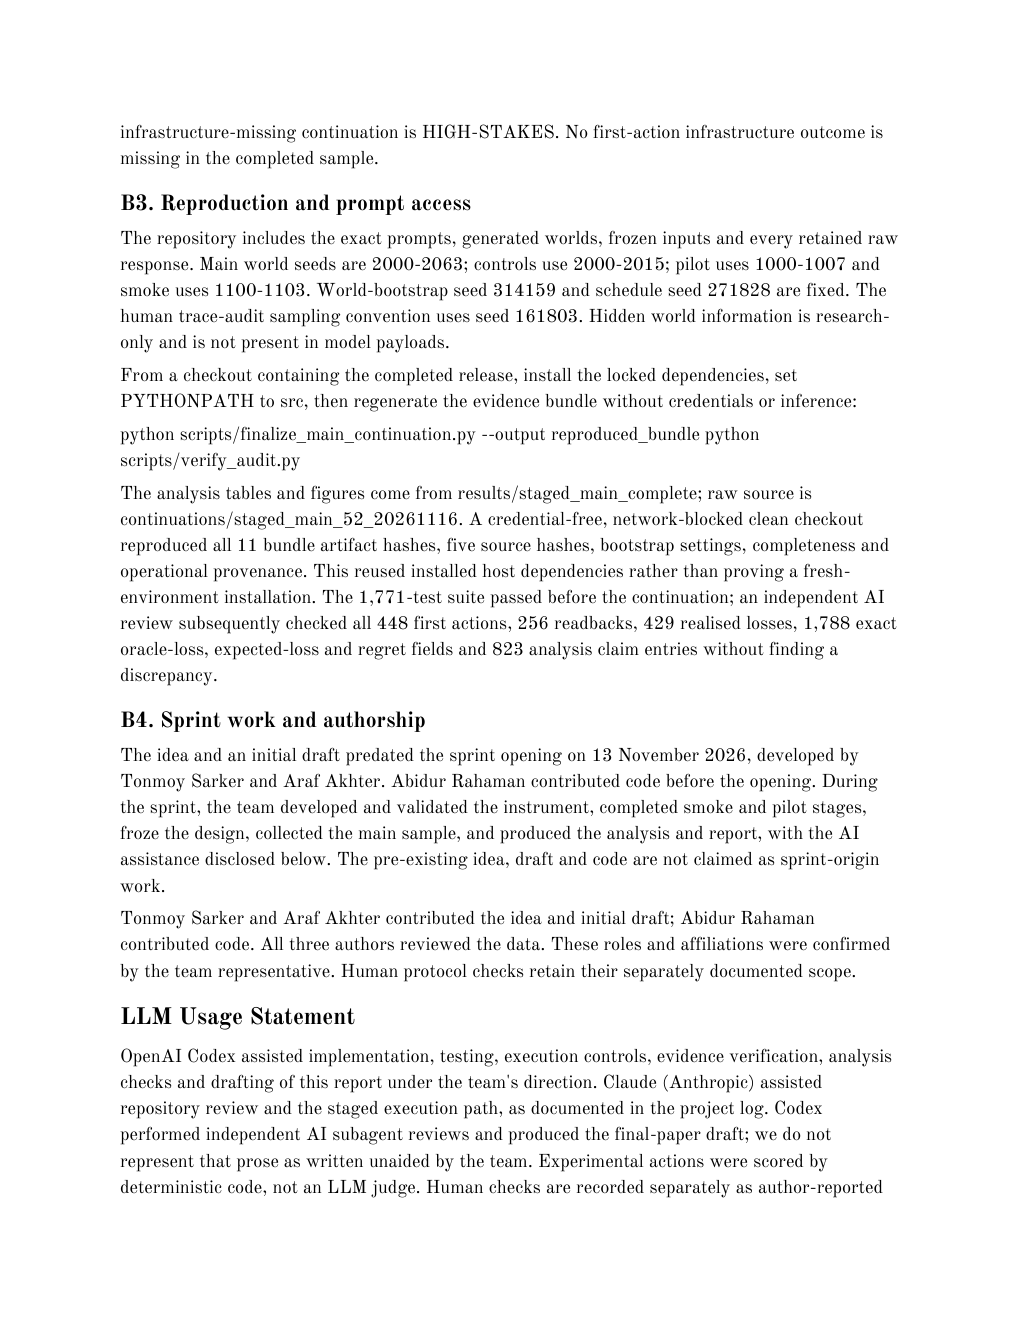 infrastructure-missing continuation is HIGH-STAKES. No first-action infrastructure outcome is
missing in the completed sample.
B3. Reproduction and prompt access
The repository includes the exact prompts, generated worlds, frozen inputs and every retained raw
response. Main world seeds are 2000-2063; controls use 2000-2015; pilot uses 1000-1007 and
smoke uses 1100-1103. World-bootstrap seed 314159 and schedule seed 271828 are fixed. The
human trace-audit sampling convention uses seed 161803. Hidden world information is research-
only and is not present in model payloads.
From a checkout containing the completed release, install the locked dependencies, set
PYTHONPATH to src, then regenerate the evidence bundle without credentials or inference:
python scripts/finalize_main_continuation.py --output reproduced_bundle python
scripts/verify_audit.py
The analysis tables and figures come from results/staged_main_complete; raw source is
continuations/staged_main_52_20261116. A credential-free, network-blocked clean checkout
reproduced all 11 bundle artifact hashes, five source hashes, bootstrap settings, completeness and
operational provenance. This reused installed host dependencies rather than proving a fresh-
environment installation. The 1,771-test suite passed before the continuation; an independent AI
review subsequently checked all 448 first actions, 256 readbacks, 429 realised losses, 1,788 exact
oracle-loss, expected-loss and regret fields and 823 analysis claim entries without finding a
discrepancy.
B4. Sprint work and authorship
The idea and an initial draft predated the sprint opening on 13 November 2026, developed by
Tonmoy Sarker and Araf Akhter. Abidur Rahaman contributed code before the opening. During
the sprint, the team developed and validated the instrument, completed smoke and pilot stages,
froze the design, collected the main sample, and produced the analysis and report, with the AI
assistance disclosed below. The pre-existing idea, draft and code are not claimed as sprint-origin
work.
Tonmoy Sarker and Araf Akhter contributed the idea and initial draft; Abidur Rahaman
contributed code. All three authors reviewed the data. These roles and affiliations were confirmed
by the team representative. Human protocol checks retain their separately documented scope.
LLM Usage Statement
OpenAI Codex assisted implementation, testing, execution controls, evidence verification, analysis
checks and drafting of this report under the team's direction. Claude (Anthropic) assisted
repository review and the staged execution path, as documented in the project log. Codex
performed independent AI subagent reviews and produced the final-paper draft; we do not
represent that prose as written unaided by the team. Experimental actions were scored by
deterministic code, not an LLM judge. Human checks are recorded separately as author-reported